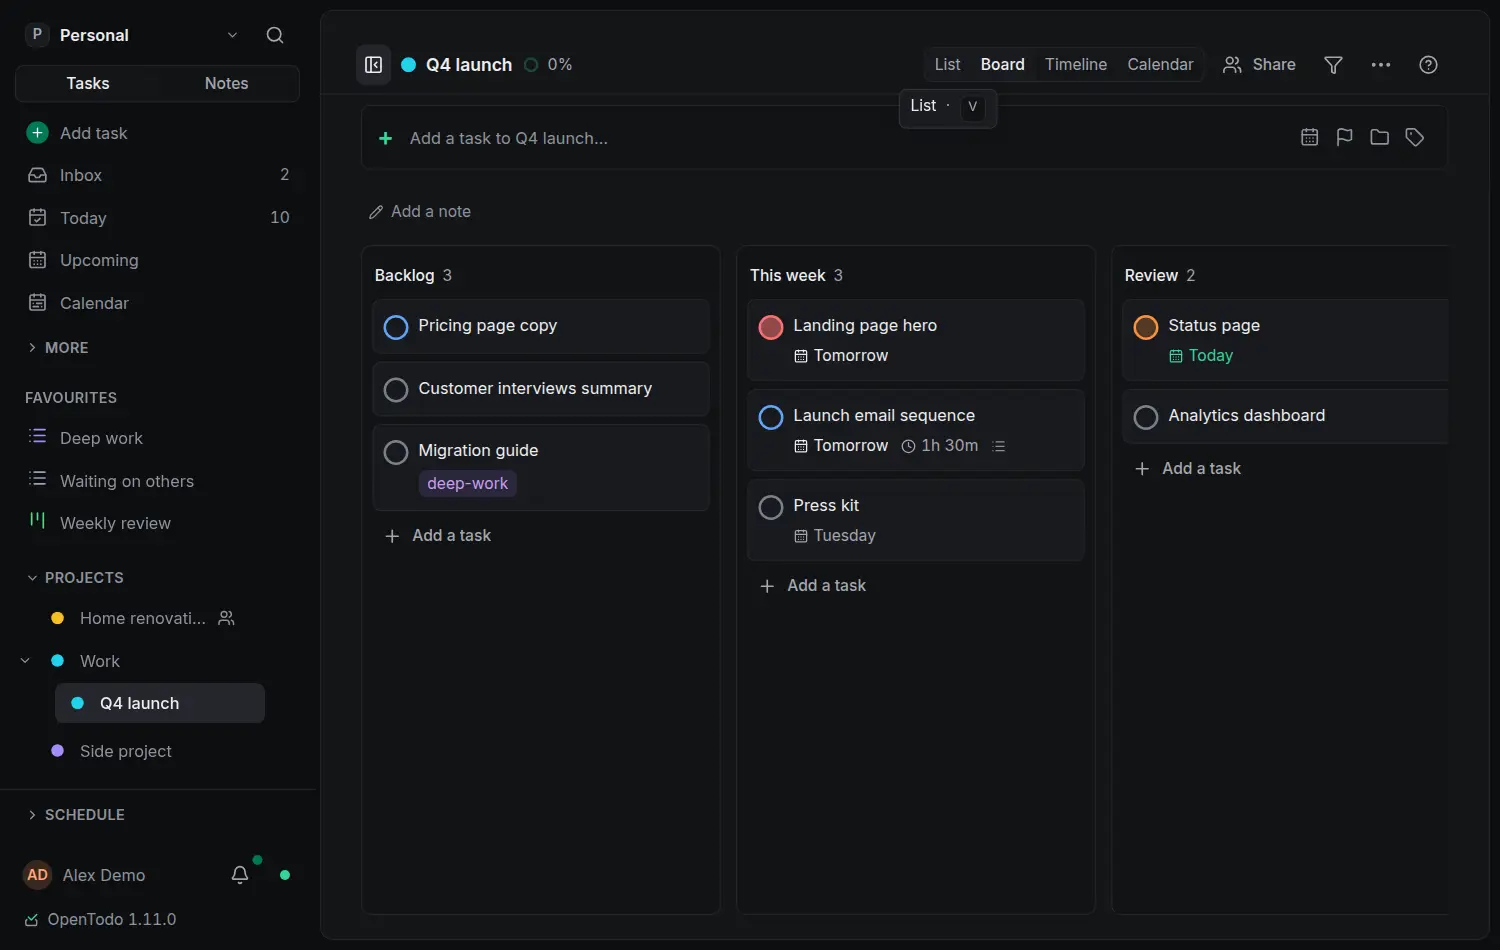 P Personal
Tasks Notes
Add task
Inbox 2
Today 10
Upcoming
Calendar
MORE
FAVOURITES
Deep work
Waiting on others
Weekly review
PROJECTS
Home renovati...
Work
Q4 launch
Side project
SCHEDULE
AD Alex Demo
OpenTodo 1.11.0
Q4 launch 0%
List Board Timeline Calendar Share
List · V
Add a task to Q4 launch...
Add a note
Backlog 3
Pricing page copy
Customer interviews summary
Migration guide
deep-work
Add a task
This week 3
Landing page hero
Tomorrow
Launch email sequence
Tomorrow 1h 30m
Press kit
Tuesday
Add a task
Review 2
Status page
Today
Analytics dashboard
Add a task